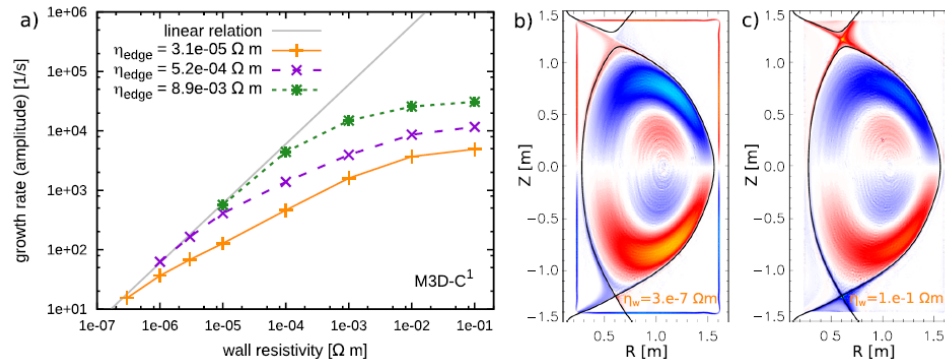 a)
linear relation
η_edge = 3.1e-05 Ω m
η_edge = 5.2e-04 Ω m
η_edge = 8.9e-03 Ω m
growth rate (amplitude) [1/s]
1e+06
1e+05
1e+04
1e+03
1e+02
1e+01
M3D-C¹
1e-07 1e-06 1e-05 1e-04 1e-03 1e-02 1e-01
wall resistivity [Ω m]
b)
Z [m]
1.5
1.0
0.5
0.0
−0.5
−1.0
−1.5
η_w=3.e-7 Ωm
0.5 1.0 1.5
R [m]
c)
Z [m]
1.5
1.0
0.5
0.0
−0.5
−1.0
−1.5
η_w=1.e-1 Ωm
0.5 1.0 1.5
R [m]